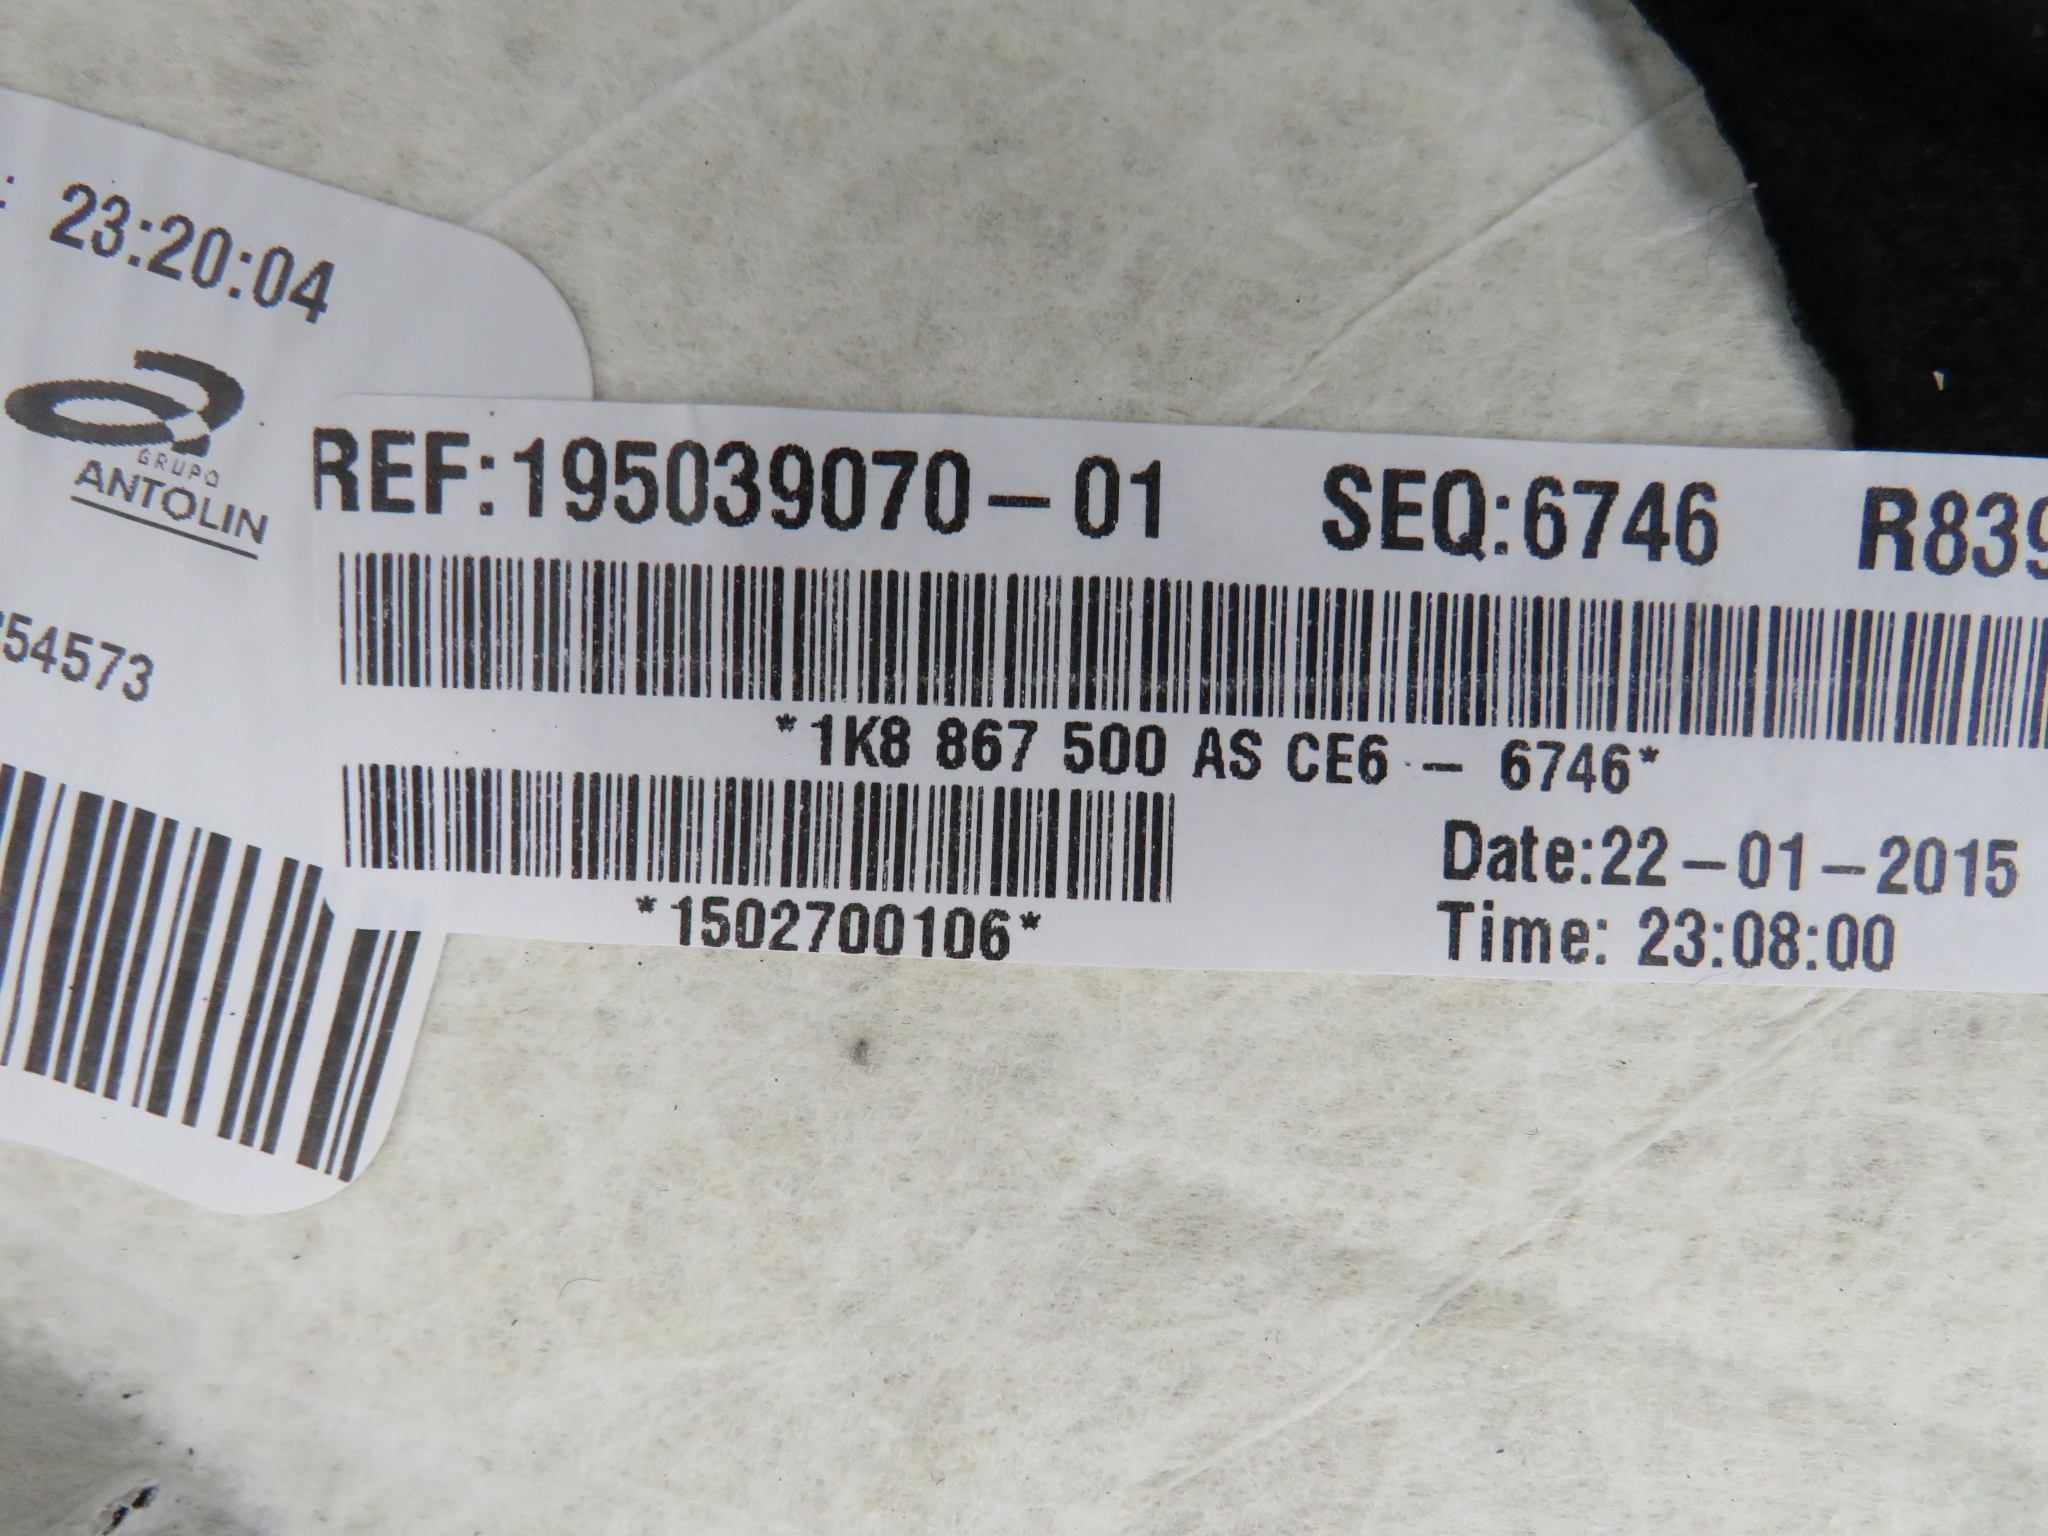 : 23:20:04
GRUPO
ANTOLIN
54573
REF:195039070-01 SEQ:6746 R839
*1K8 867 500 AS CE6 - 6746*
*1502700106*
Date:22-01-2015
Time: 23:08:00